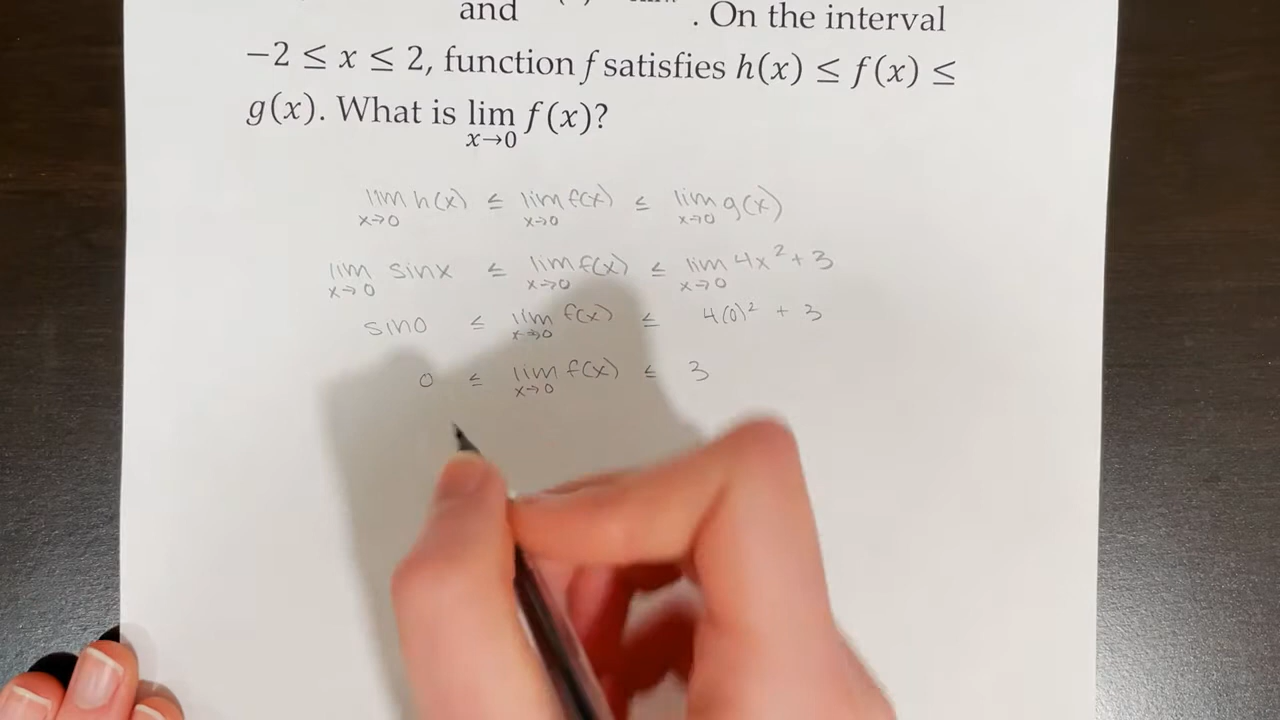 and . On the interval
−2 ≤ x ≤ 2, function f satisfies h(x) ≤ f(x) ≤
g(x). What is lim f(x)?
x→0
lim h(x) ≤ lim f(x) ≤ lim g(x)
x→0 x→0 x→0
lim sinx ≤ lim f(x) ≤ lim 4x² + 3
x→0 x→0 x→0
sin0 ≤ lim f(x) ≤ 4(0)² + 3
x→0
0 ≤ lim f(x) ≤ 3
x→0